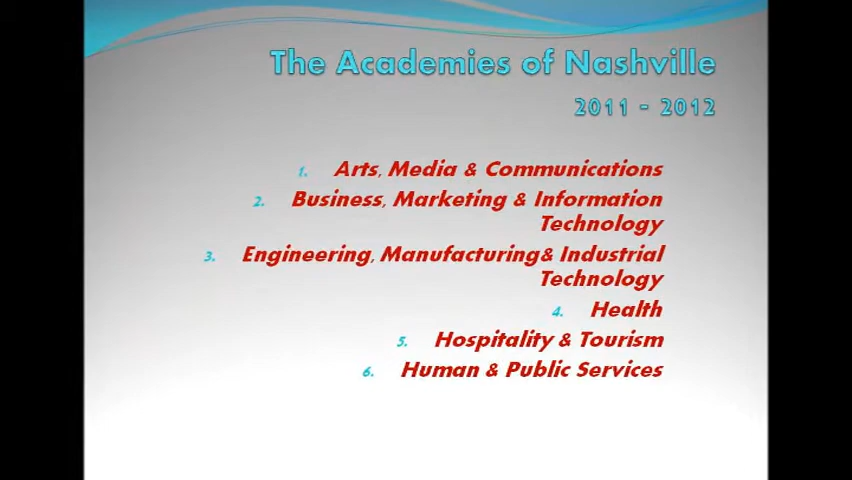 The Academies of Nashville
2011 - 2012
1. Arts, Media & Communications
2. Business, Marketing & Information
Technology
3. Engineering, Manufacturing& Industrial
Technology
4. Health
5. Hospitality & Tourism
6. Human & Public Services